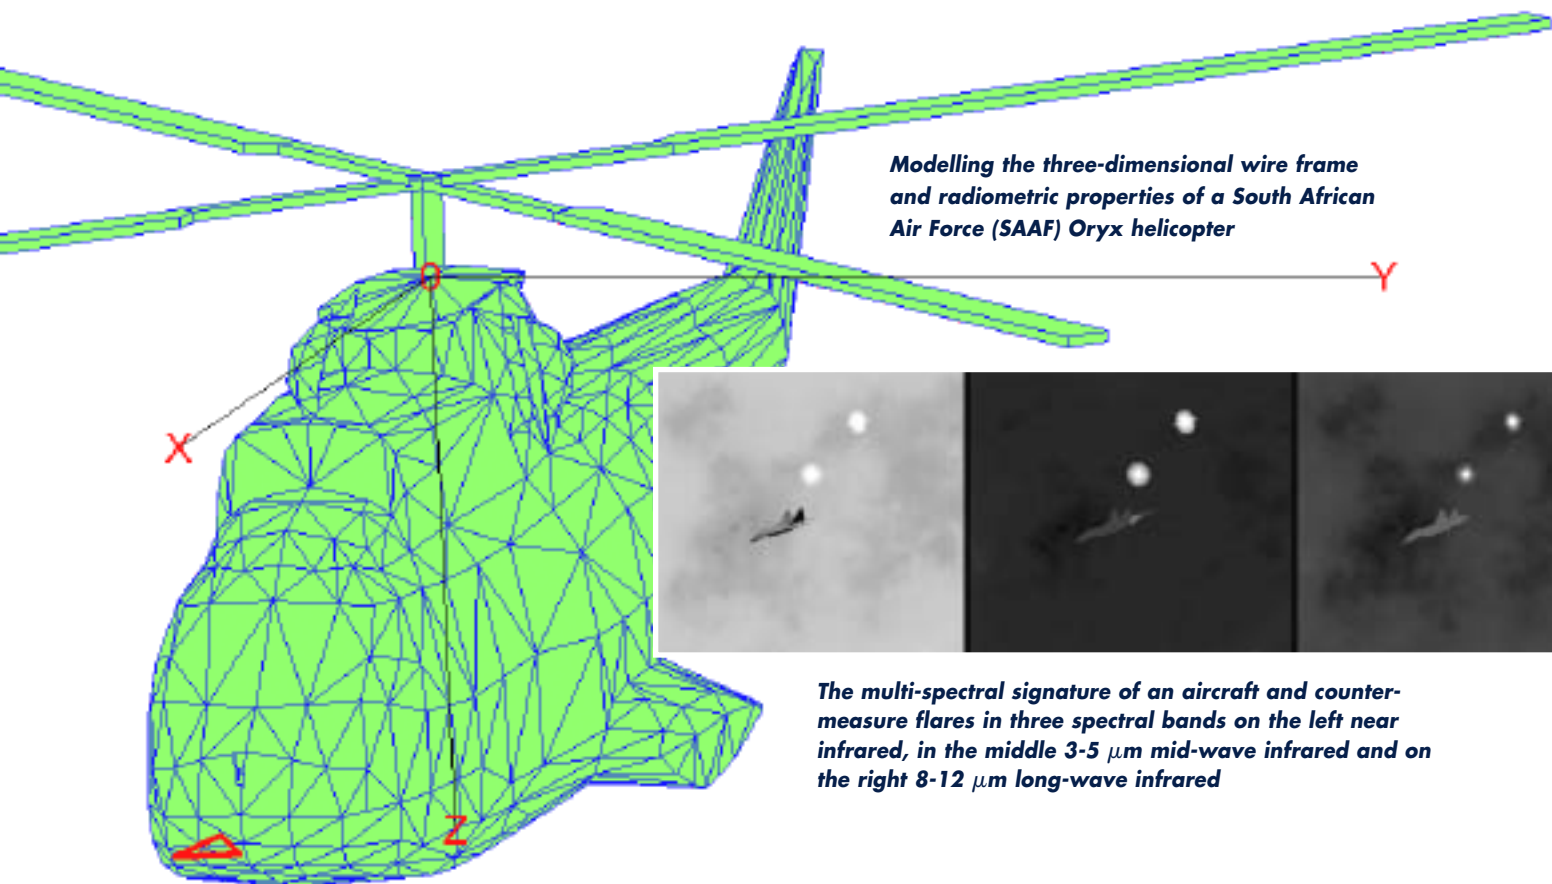 Modelling the three-dimensional wire frame
and radiometric properties of a South African
Air Force (SAAF) Oryx helicopter
O
Y
X
The multi-spectral signature of an aircraft and counter-
measure flares in three spectral bands on the left near
infrared, in the middle 3-5 μm mid-wave infrared and on
the right 8-12 μm long-wave infrared
Z